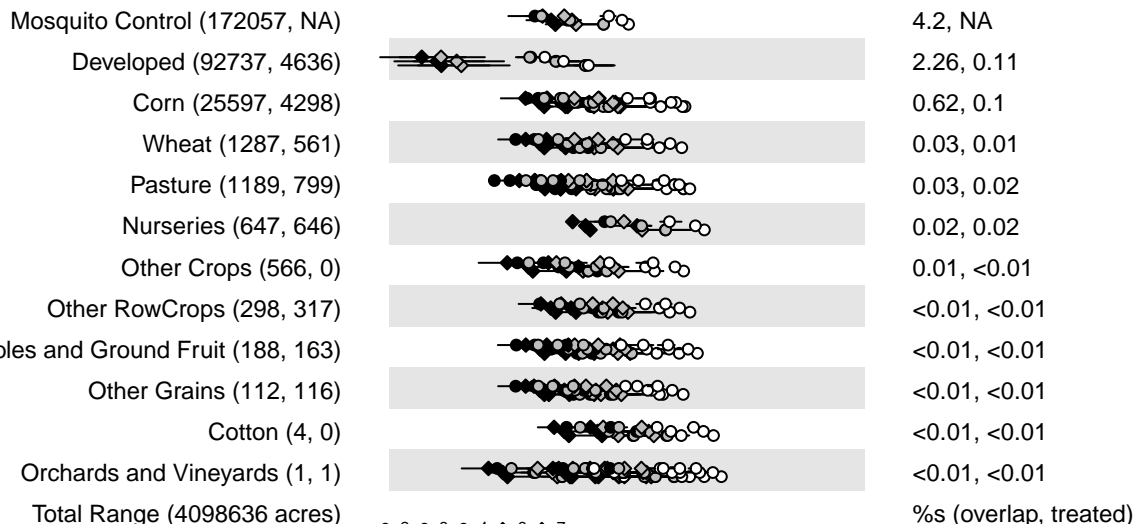 Mosquito Control (172057, NA) 4.2, NA
Developed (92737, 4636) 2.26, 0.11
Corn (25597, 4298) 0.62, 0.1
Wheat (1287, 561) 0.03, 0.01
Pasture (1189, 799) 0.03, 0.02
Nurseries (647, 646) 0.02, 0.02
Other Crops (566, 0) 0.01, <0.01
Other RowCrops (298, 317) <0.01, <0.01
and Ground Fruit (188, 163) <0.01, <0.01
Other Grains (112, 116) <0.01, <0.01
Cotton (4, 0) <0.01, <0.01
Orchards and Vineyards (1, 1) <0.01, <0.01
Total Range (4098636 acres) %s (overlap, treated)